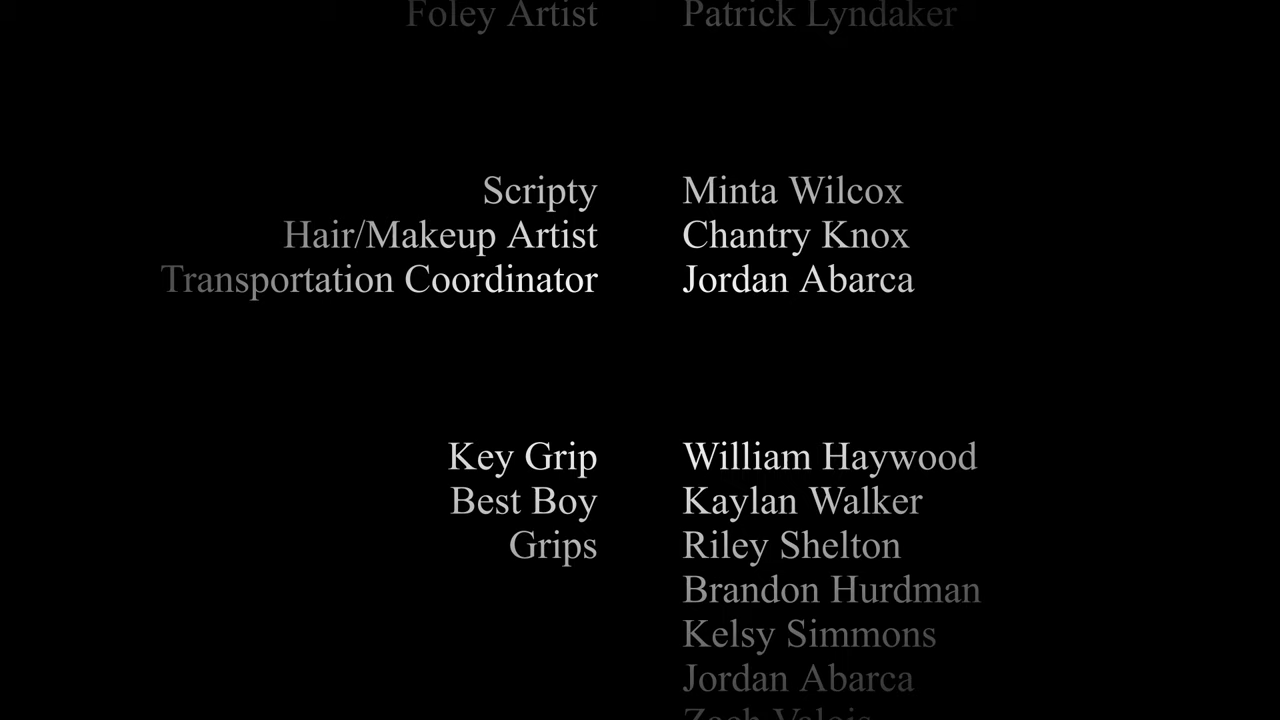 Foley Artist Patrick Lyndaker
Scripty Minta Wilcox
Hair/Makeup Artist Chantry Knox
Transportation Coordinator Jordan Abarca
Key Grip William Haywood
Best Boy Kaylan Walker
Grips Riley Shelton
Brandon Hurdman
Kelsy Simmons
Jordan Abarca